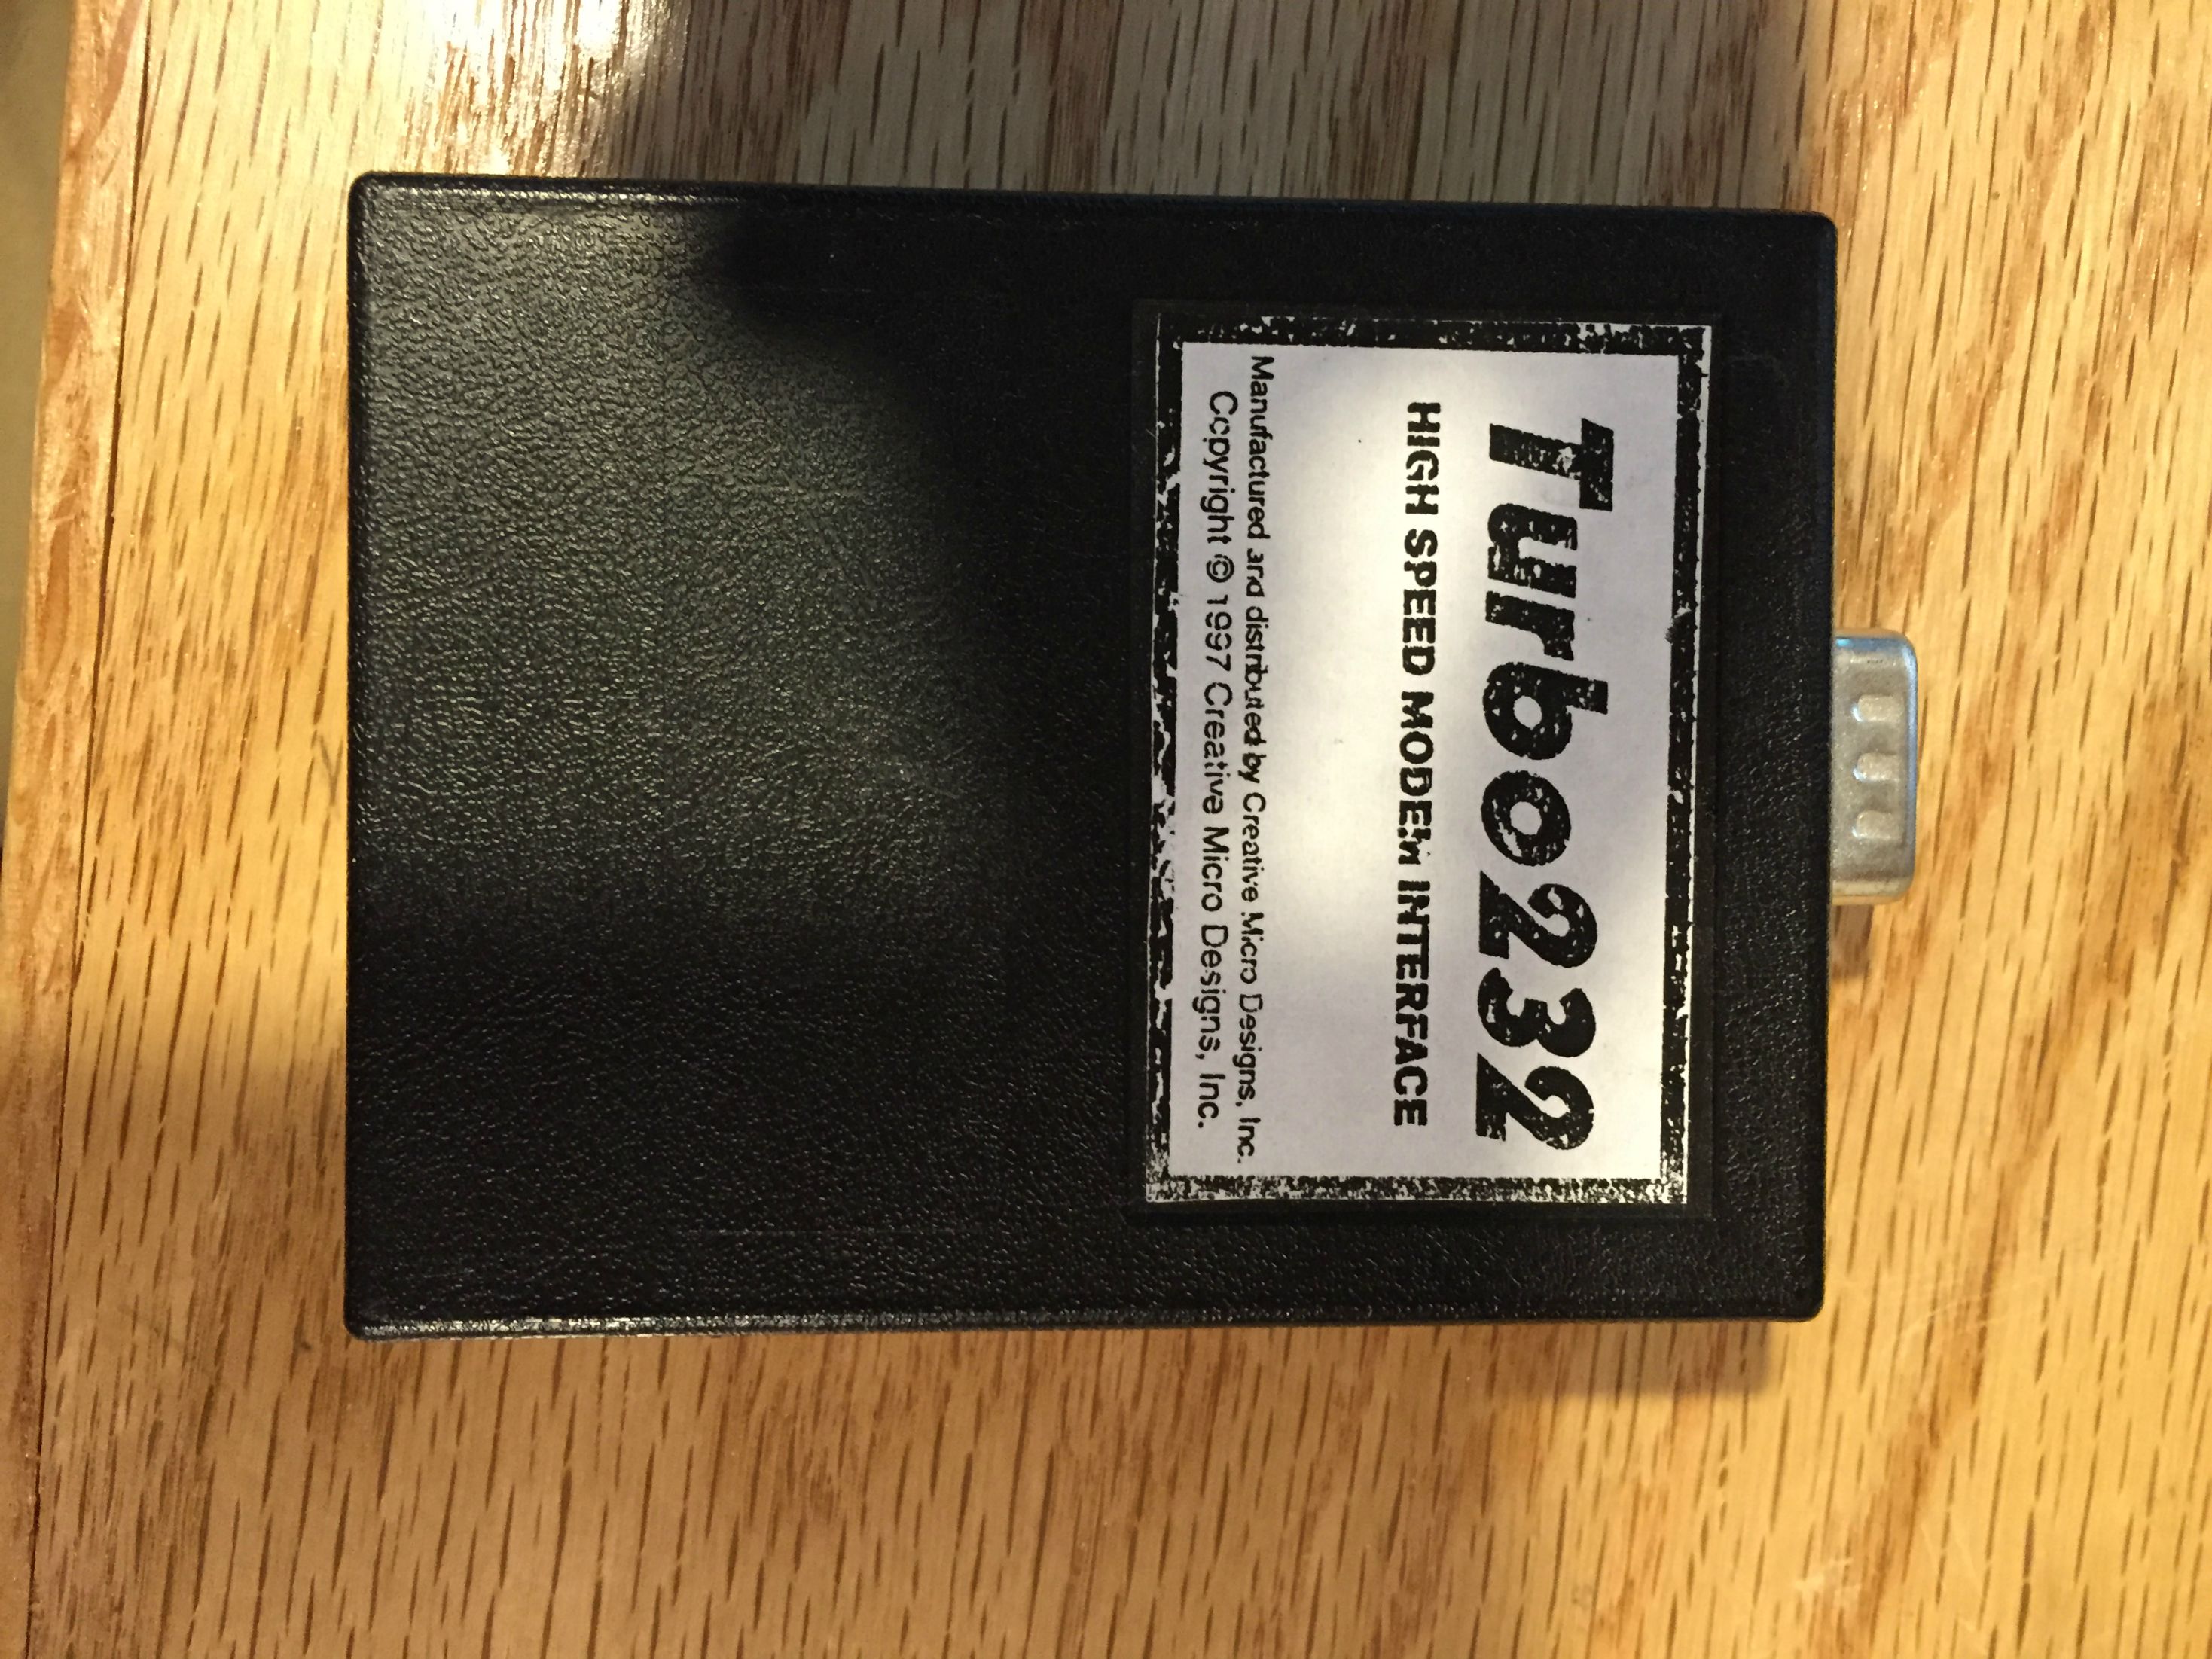 Turbo232
HIGH SPEED MODEM INTERFACE
Manufactured and distributed by Creative Micro Designs, Inc.
Copyright © 1997 Creative Micro Designs, Inc.